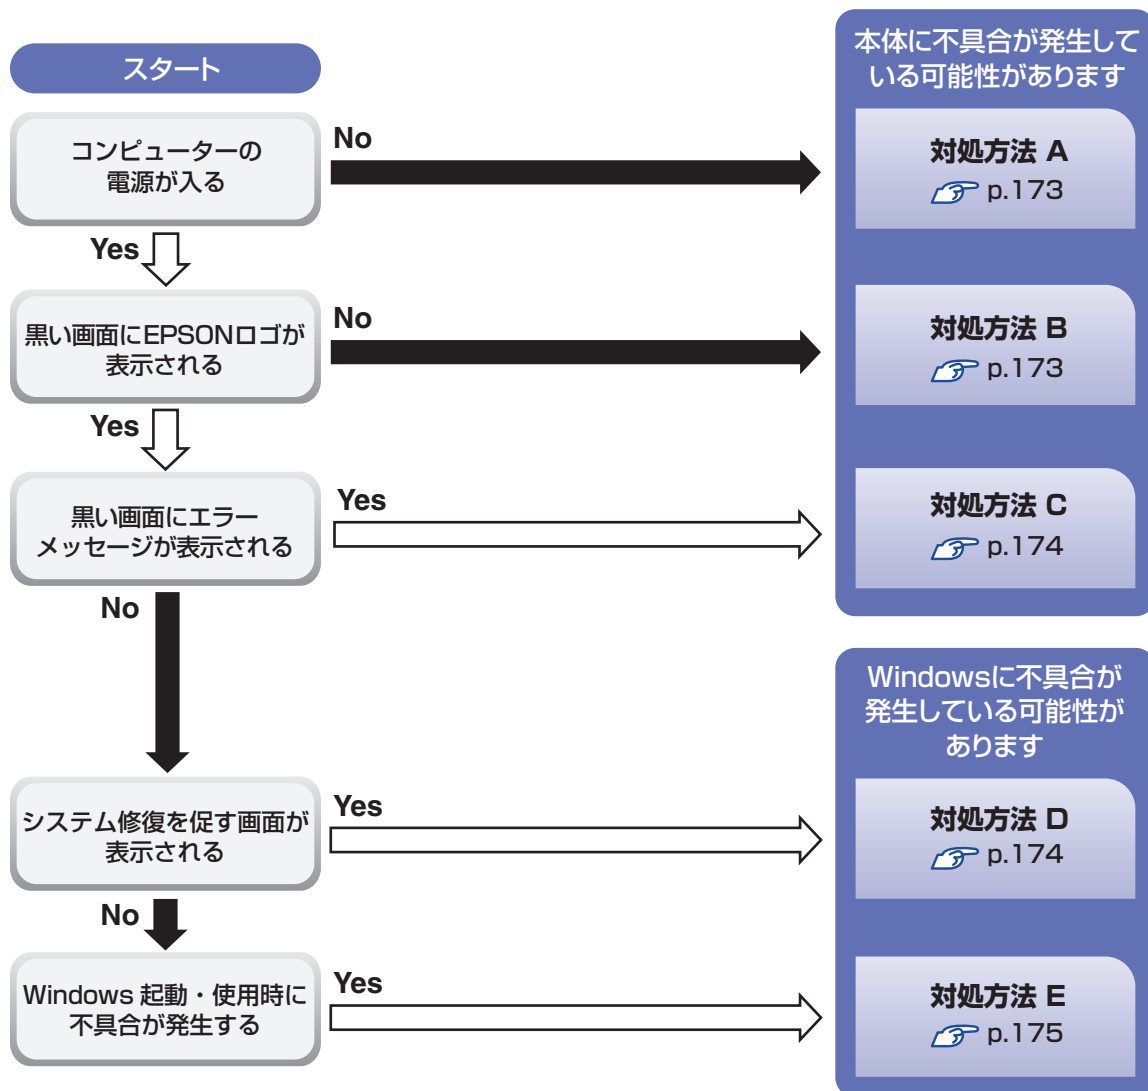 スタート
コンピューターの
電源が入る
No
Yes
黒い画面にEPSONロゴが
表示される
No
Yes
黒い画面にエラー
メッセージが表示される
Yes
No
システム修復を促す画面が
表示される
Yes
No
Windows 起動・使用時に
不具合が発生する
Yes
本体に不具合が発生して
いる可能性があります
対処方法 A
p.173
対処方法 B
p.173
対処方法 C
p.174
Windowsに不具合が
発生している可能性が
あります
対処方法 D
p.174
対処方法 E
p.175